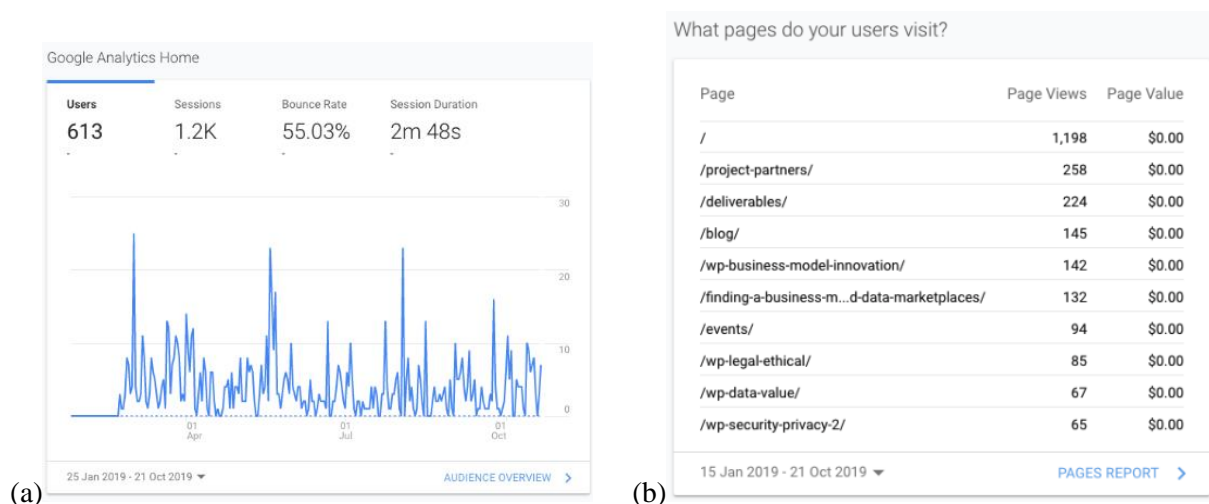 Google Analytics Home
Users Sessions Bounce Rate Session Duration
613 1.2K 55.03% 2m 48s
- - - -
30
20
10
0
01 Apr 01 Jul 01 Oct
25 Jan 2019 - 21 Oct 2019 AUDIENCE OVERVIEW
(a)
What pages do your users visit?
Page Page Views Page Value
/ 1,198 $0.00
/project-partners/ 258 $0.00
/deliverables/ 224 $0.00
/blog/ 145 $0.00
/wp-business-model-innovation/ 142 $0.00
/finding-a-business-m...d-data-marketplaces/ 132 $0.00
/events/ 94 $0.00
/wp-legal-ethical/ 85 $0.00
/wp-data-value/ 67 $0.00
/wp-security-privacy-2/ 65 $0.00
15 Jan 2019 - 21 Oct 2019 PAGES REPORT
(b)